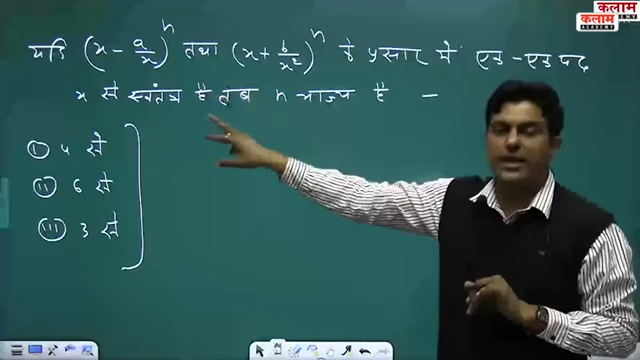 कलाम
कलाम
ACADEMY
यदि (x - a/x)^n तथा (x + b/x²)^n के प्रसार में एक-एक पद
x से स्वतंत्र है तब n भाज्य है —
(i) 4 से
(ii) 6 से
(iii) 3 से